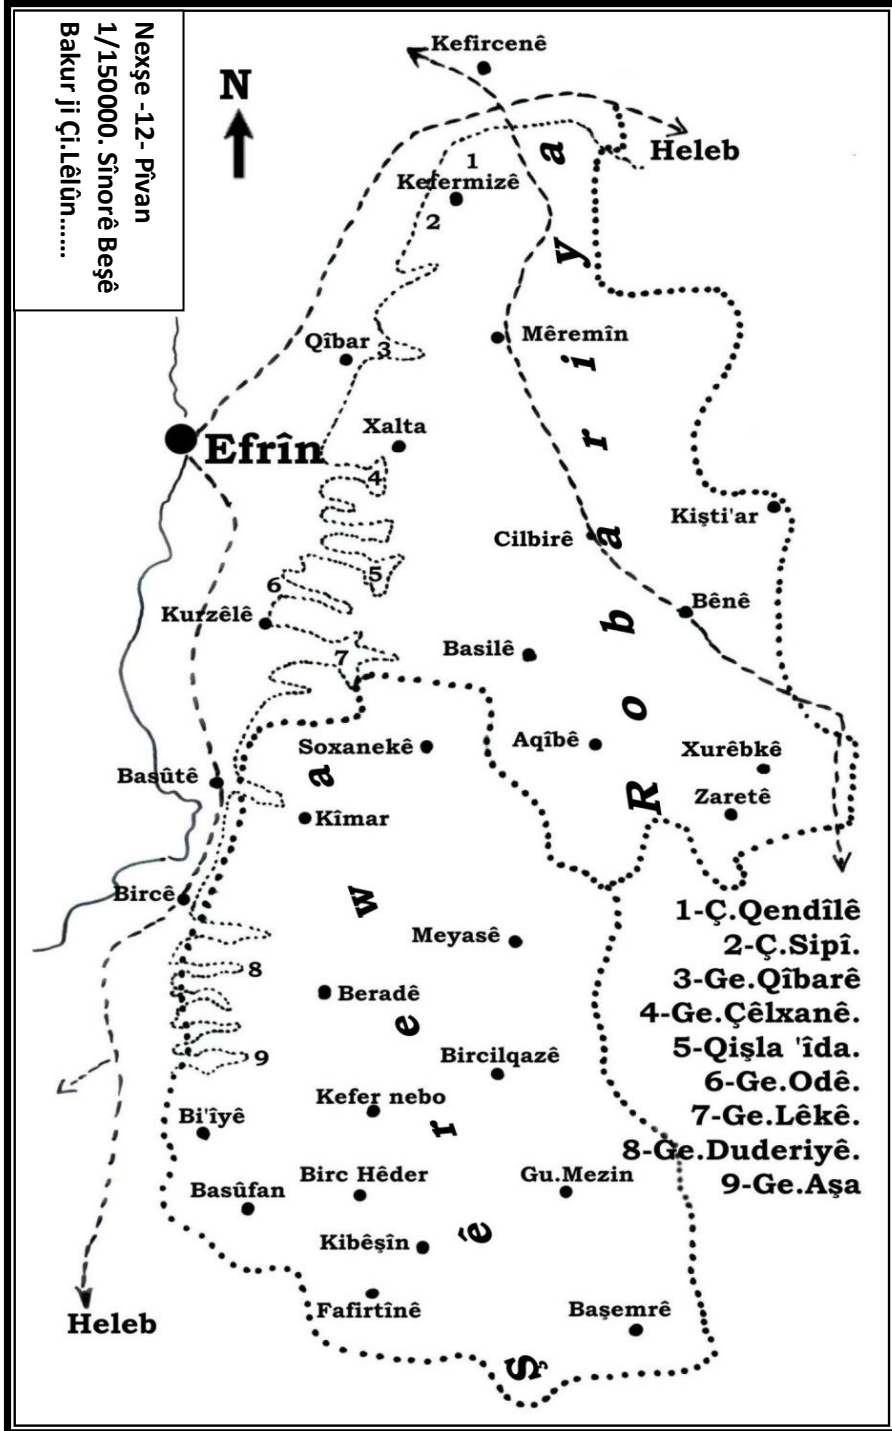 Nexşe -12- Pîvan
1/150000. Sînorê Beşê
Bakur ji Çi.Lêlûn......
N
Kefircenê
Heleb
1
Kefermizê
2
Qîbar
3
Mêremîn
Efrîn
Xalta
4
Kişti'ar
Cilbirê
5
6
Kurzêlê
Bênê
Basilê
7
Robariya
Soxanekê
Aqîbê
Xurêbkê
Basûtê
Zaretê
Kîmar
Bircê
Meyasê
8
Beradê
Bircilqazê
9
Kefer nebo
Bi'îyê
Birc Hêder
Gu.Mezin
Basûfan
Kibêşîn
Fafirtînê
Başemrê
Heleb
Şêrewa
1-Ç.Qendîlê
2-Ç.Sipî.
3-Ge.Qîbarê
4-Ge.Çêlxanê.
5-Qişla 'îda.
6-Ge.Odê.
7-Ge.Lêkê.
8-Ge.Duderiyê.
9-Ge.Aşa